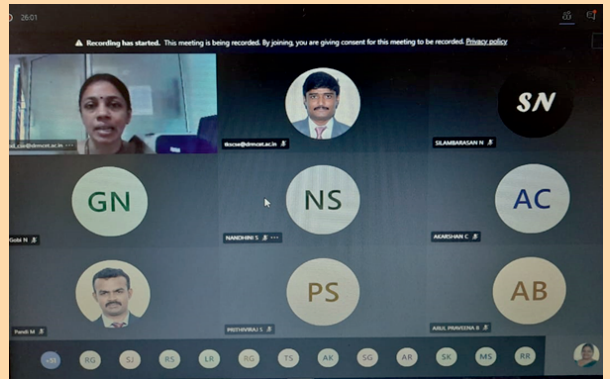 26:01
Recording has started. This meeting is being recorded. By joining, you are giving consent for this meeting to be recorded. Privacy policy
SN
SILAMBARASAN N
GN
NS
AC
Gobi N
NANDHINI S
AKARSHAN C
PS
AB
Pandi M
PRITHIVIRAJ S
ARUL PRAVEENA B
RG SJ RS LR RG TS AK SG AR SK MS RR